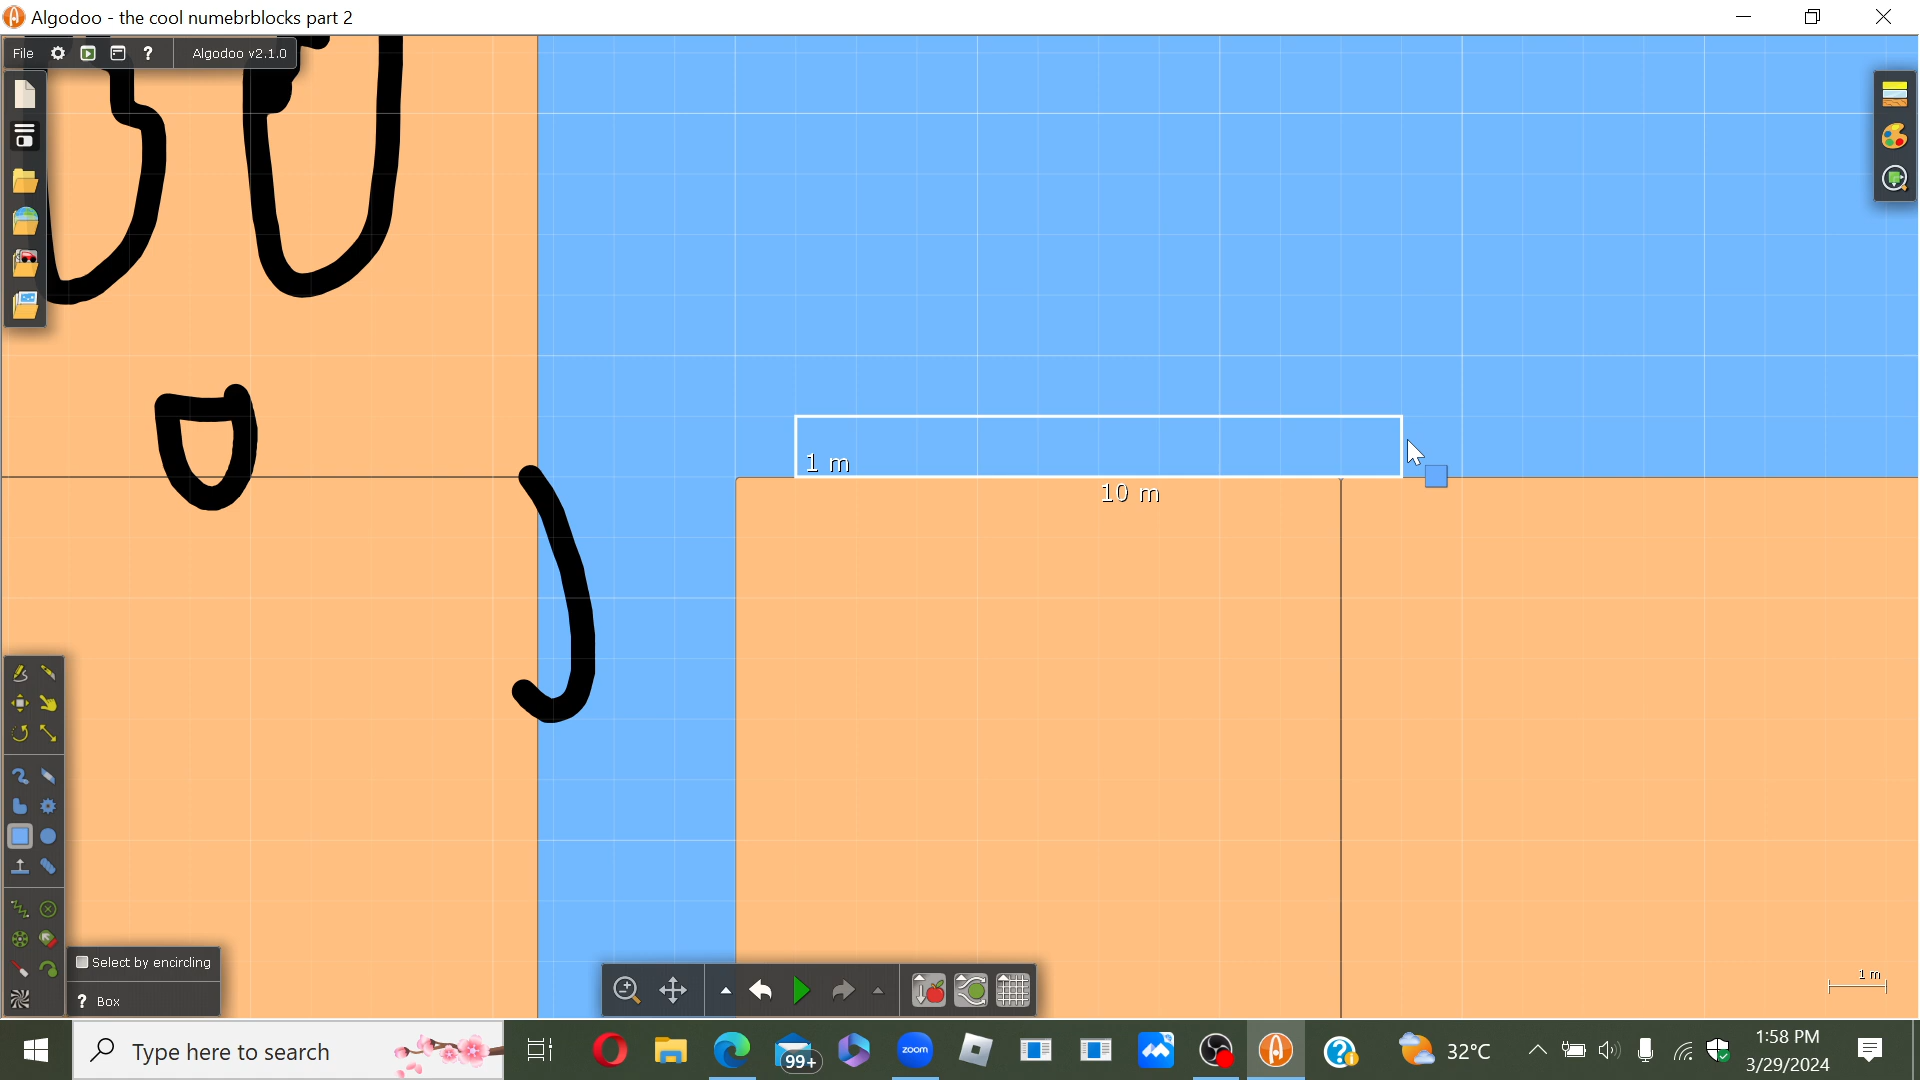 Algodoo - the cool numebrblocks part 2
File ? Algodoo v2.1.0
1 m
10 m
1 m
Select by encircling
? Box
Type here to search
99+
zoom
32°C
1:58 PM
3/29/2024